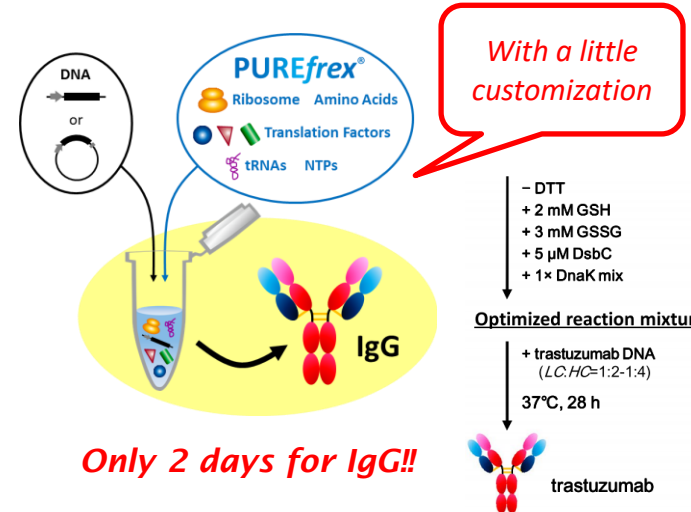 DNA
or
PUREfrex®
Ribosome Amino Acids
Translation Factors
tRNAs NTPs
With a little
customization
IgG
Only 2 days for IgG!!
− DTT
+ 2 mM GSH
+ 3 mM GSSG
+ 5 μM DsbC
+ 1× DnaK mix
Optimized reaction mixtur
+ trastuzumab DNA
(LC:HC=1:2-1:4)
37℃, 28 h
trastuzumab